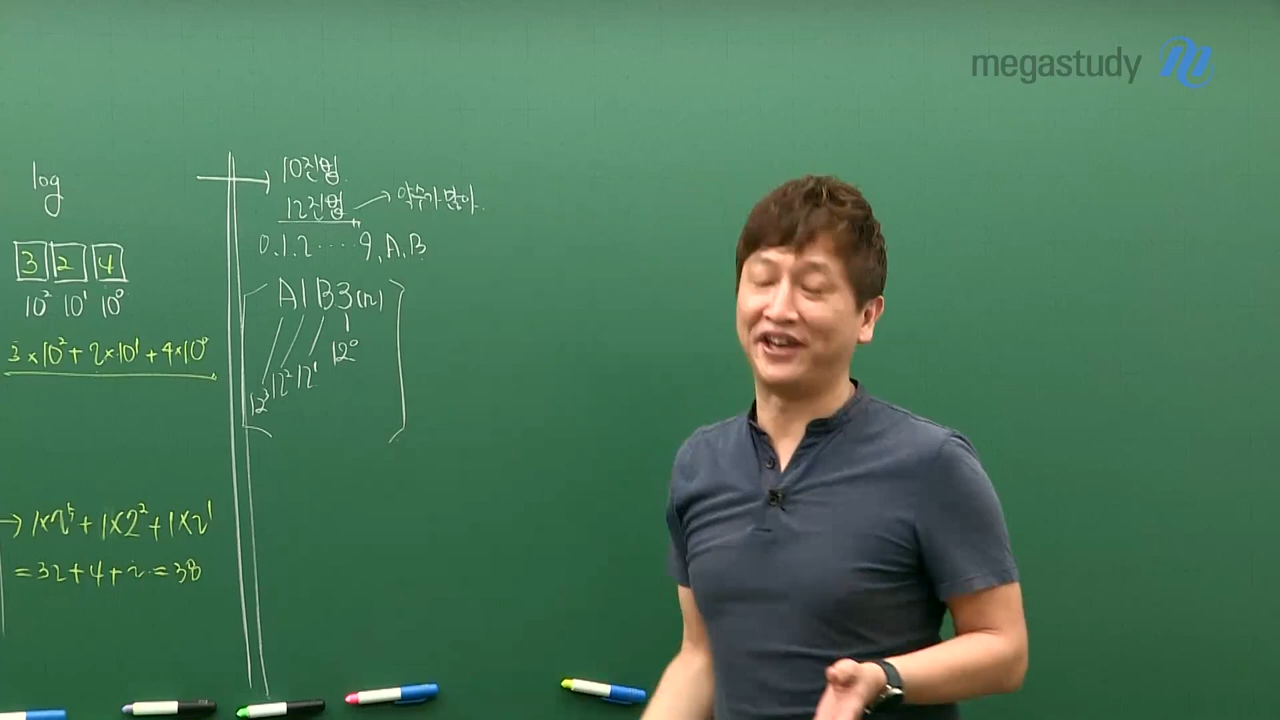 megastudy
log
3 2 4
10² 10¹ 10⁰
3×10²+2×10¹+4×10⁰
→ 1×2⁵+1×2²+1×2¹
=32+4+2=38
→ 10진법
12진법 → 약수가 많아.
0.1.2.....9, A, B
A1B3(12)
12³ 12² 12¹ 12⁰